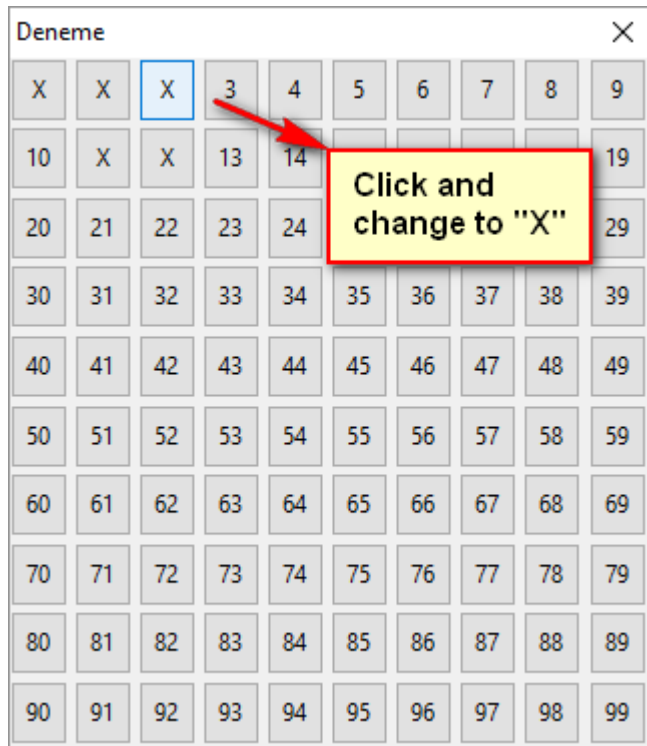 Deneme
X X X 3 4 5 6 7 8 9
10 X X 13 14 19
Click and
change to "X"
20 21 22 23 24 29
30 31 32 33 34 35 36 37 38 39
40 41 42 43 44 45 46 47 48 49
50 51 52 53 54 55 56 57 58 59
60 61 62 63 64 65 66 67 68 69
70 71 72 73 74 75 76 77 78 79
80 81 82 83 84 85 86 87 88 89
90 91 92 93 94 95 96 97 98 99